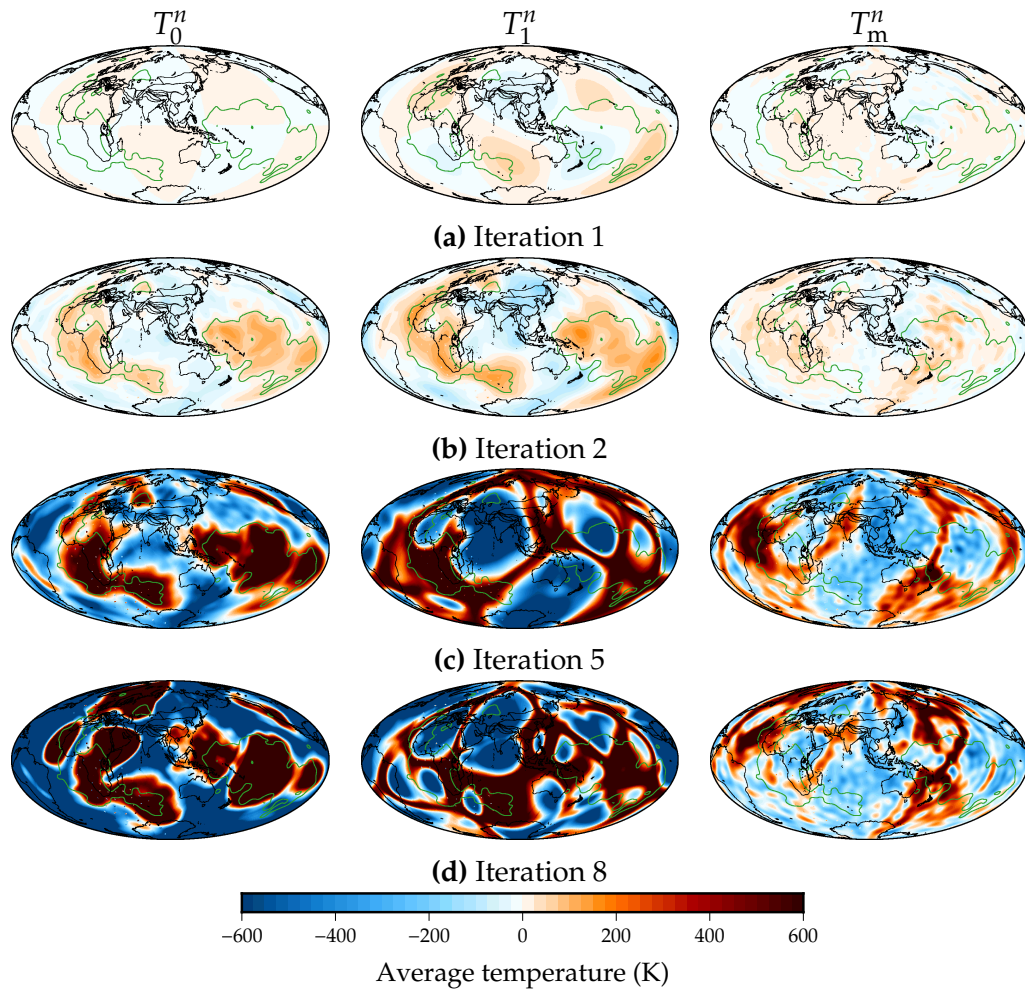 T_0^n T_1^n T_m^n
(a) Iteration 1
(b) Iteration 2
(c) Iteration 5
(d) Iteration 8
−600 −400 −200 0 200 400 600
Average temperature (K)